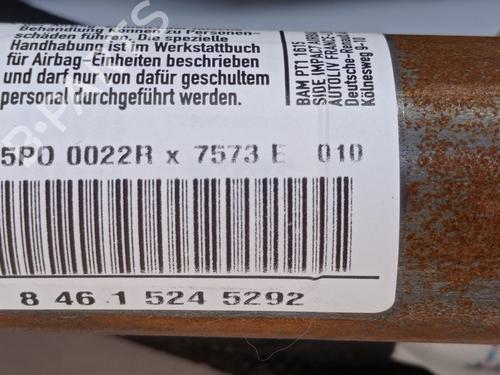 Behandlung können zu Personen-
schäden führen. Die spezielle
Handhabung ist im Werkstattbuch
für Airbag-Einheiten beschrieben
und darf nur von dafür geschultem
personal durchgeführt werden.
BAM PT1 1615
SIDE IMPACT
AUTOLIV FRANCE
Deutsche-
Kölnesweg 9-10
5P0 0022R x 7573 E 010
8 46 1 524 5292